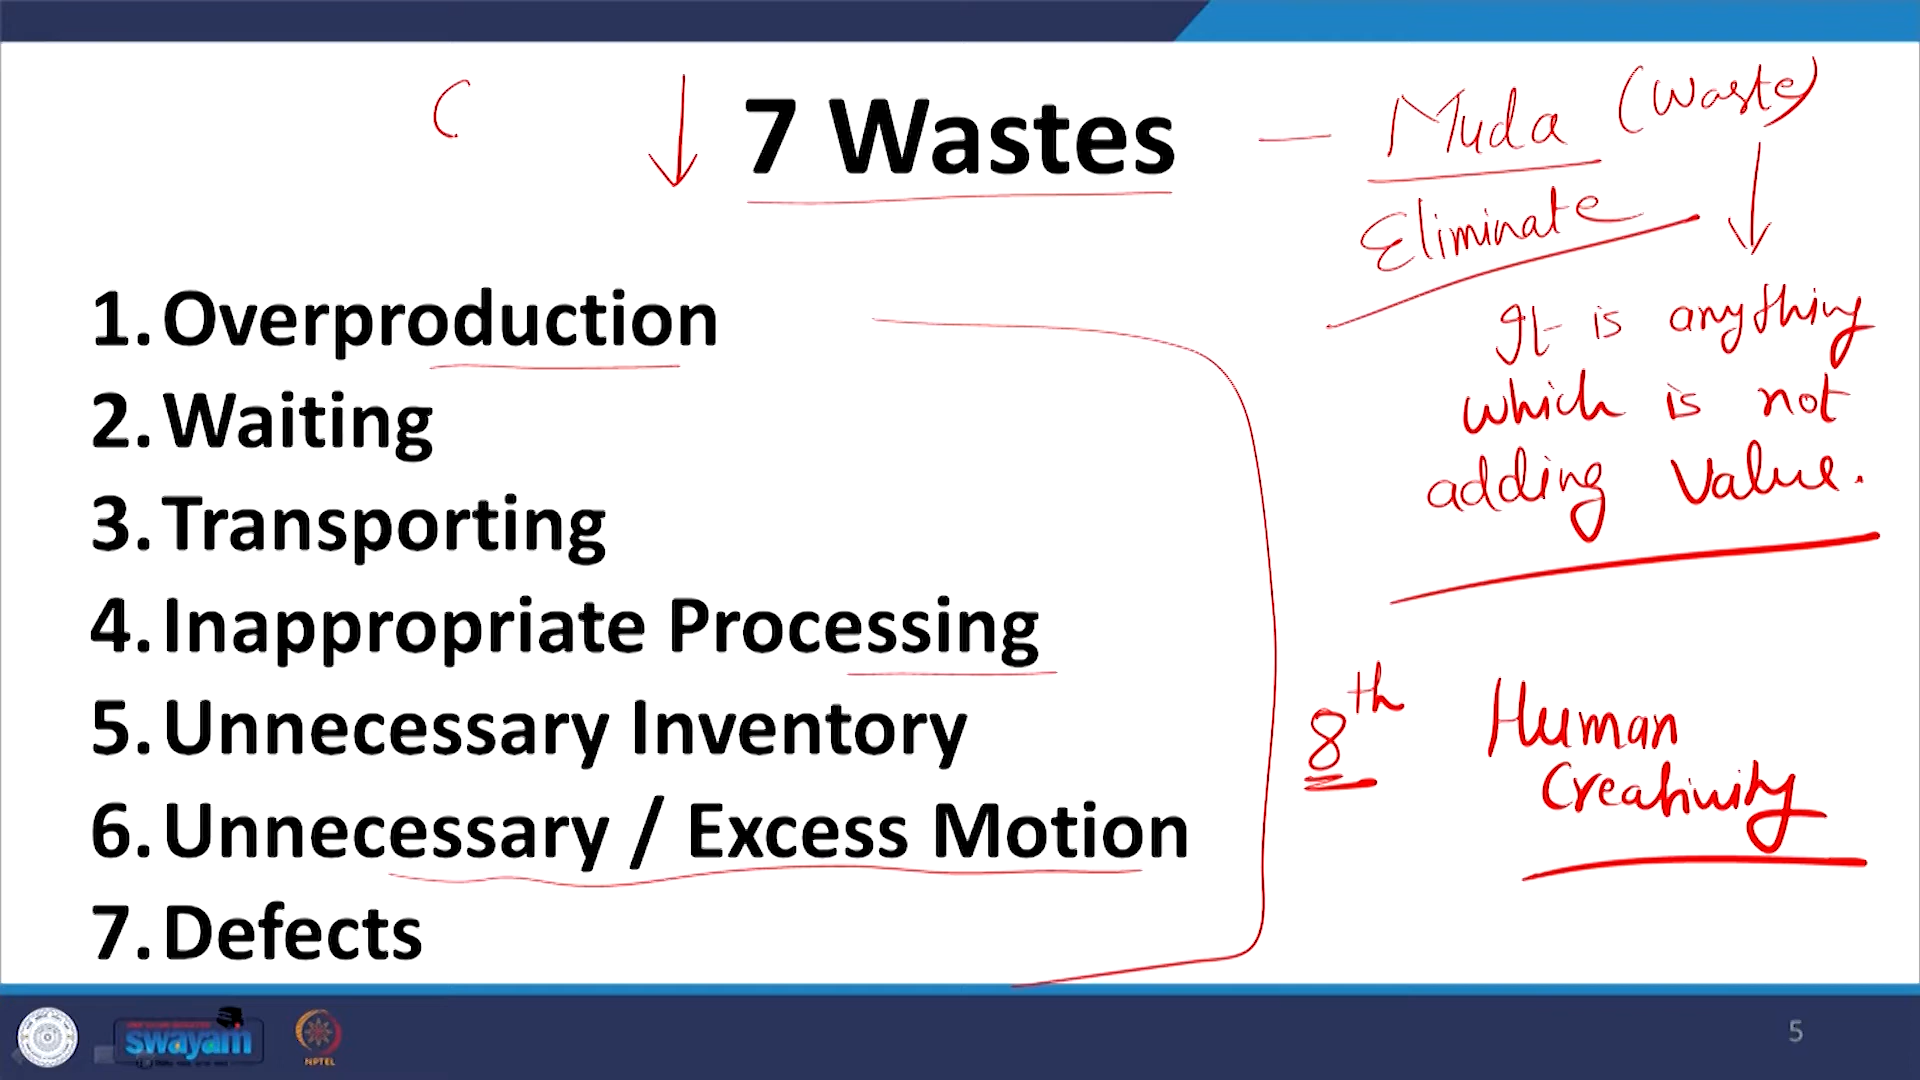 7 Wastes — Muda (Waste)
Eliminate
It is anything
which is not
adding value.
1. Overproduction
2. Waiting
3. Transporting
4. Inappropriate Processing
5. Unnecessary Inventory
6. Unnecessary / Excess Motion
7. Defects
8th Human
Creativity
swayam
NPTEL
5